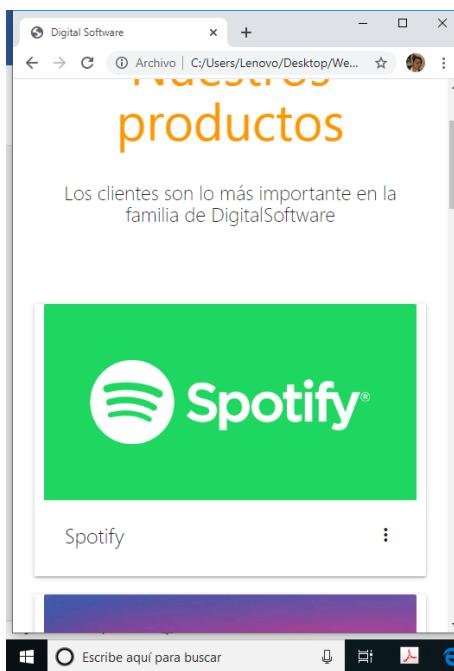 Digital Software
Archivo | C:/Users/Lenovo/Desktop/We...
Nuestros
productos
Los clientes son lo más importante en la
familia de DigitalSoftware
Spotify®
Spotify
Escribe aquí para buscar